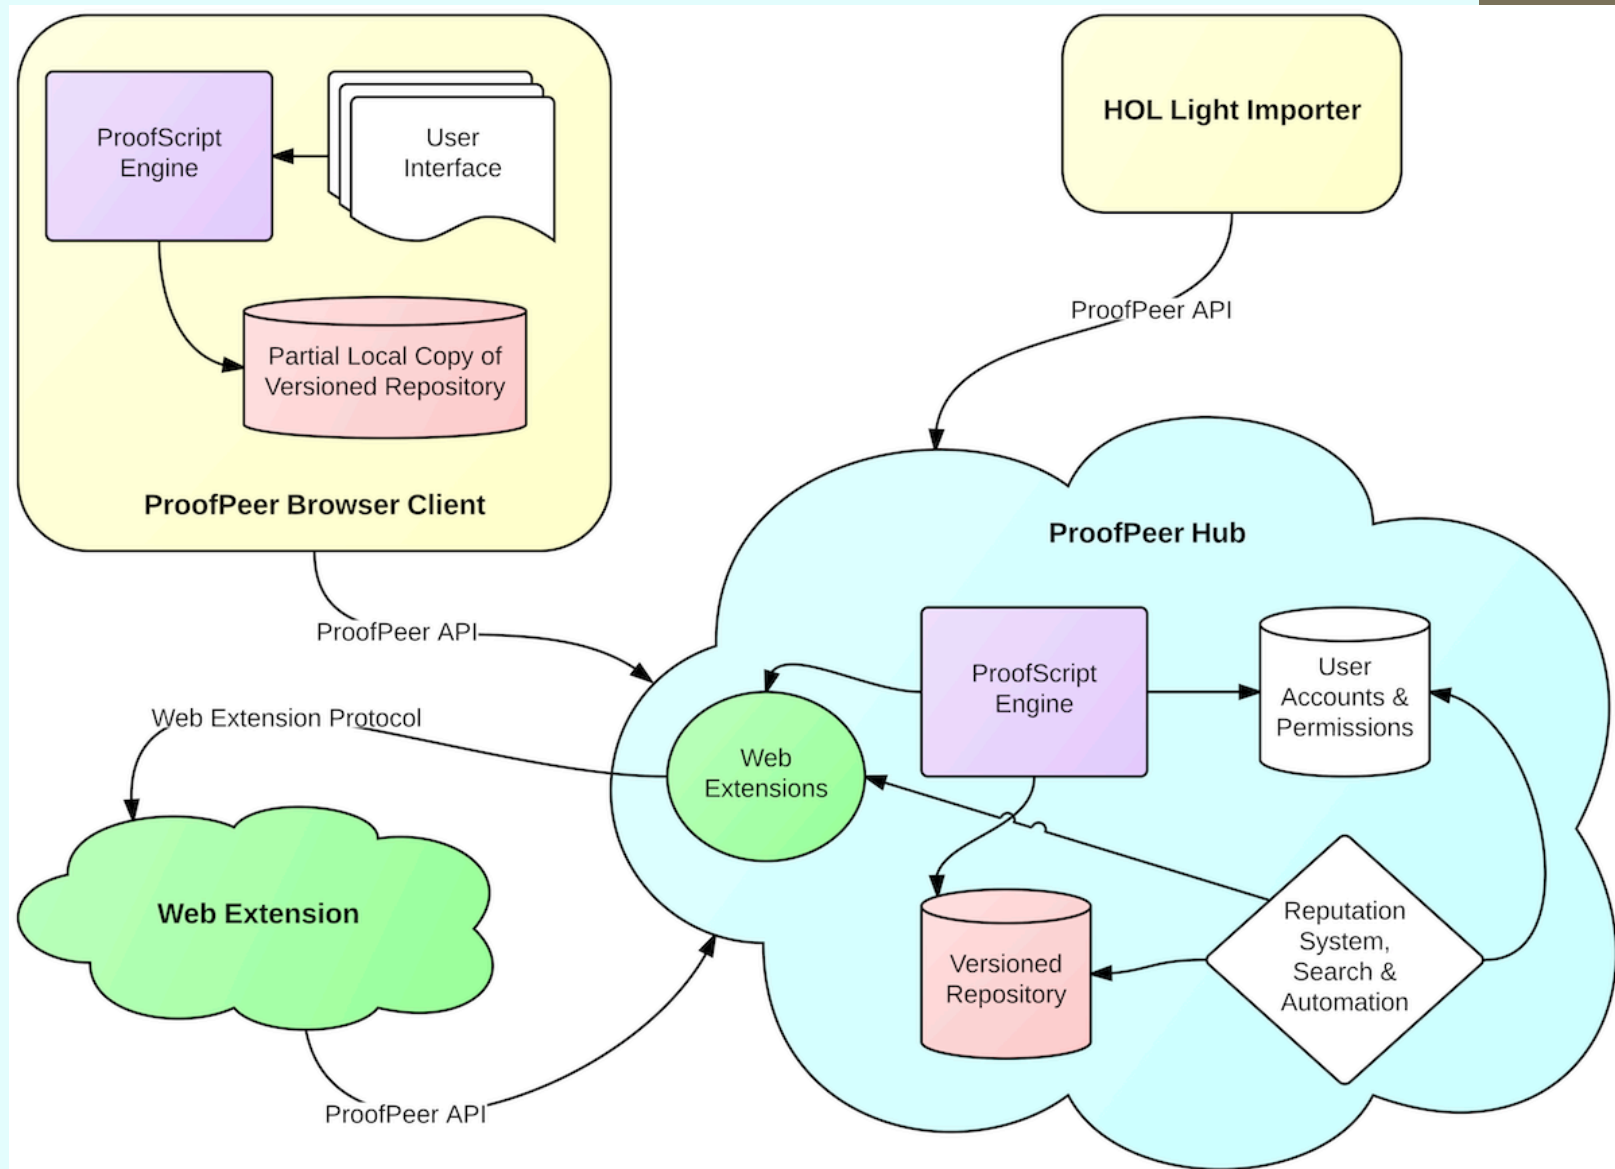 ProofScript
Engine
User
Interface
Partial Local Copy of
Versioned Repository
ProofPeer Browser Client
HOL Light Importer
ProofPeer API
ProofPeer Hub
ProofPeer API
ProofScript
Engine
User
Accounts &
Permissions
Web Extension Protocol
Web
Extensions
Web Extension
Reputation
System,
Search &
Automation
Versioned
Repository
ProofPeer API